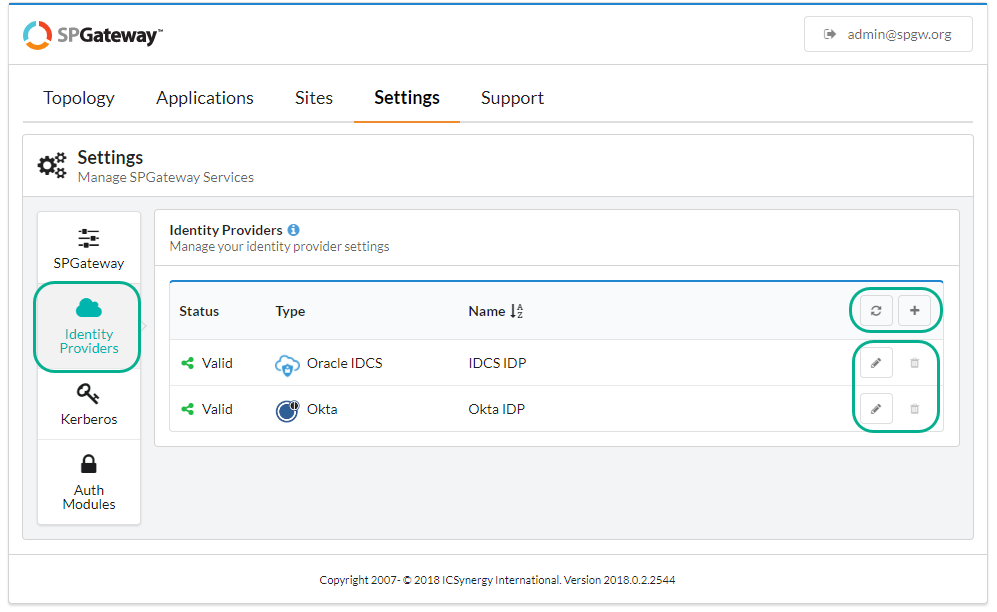 SPGateway™
admin@spgw.org
Topology Applications Sites Settings Support
Settings
Manage SPGateway Services
SPGateway
Identity
Providers
Kerberos
Auth
Modules
Identity Providers
Manage your identity provider settings
Status Type Name
Valid Oracle IDCS IDCS IDP
Valid Okta Okta IDP
Copyright 2007- © 2018 ICSynergy International. Version 2018.0.2.2544